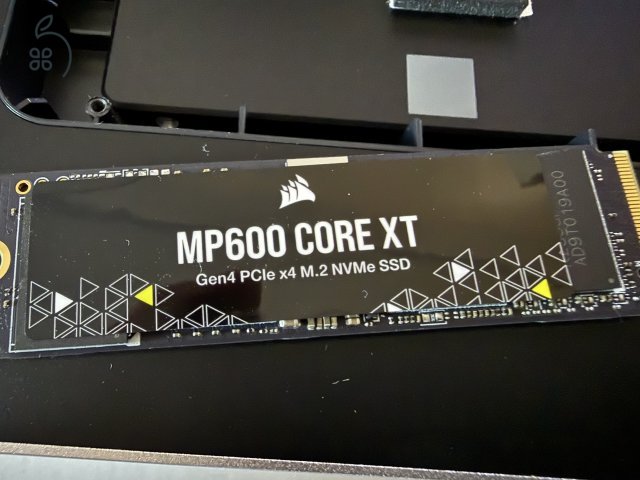 MP600 CORE XT
Gen4 PCIe x4 M.2 NVMe SSD
AD9T019A00